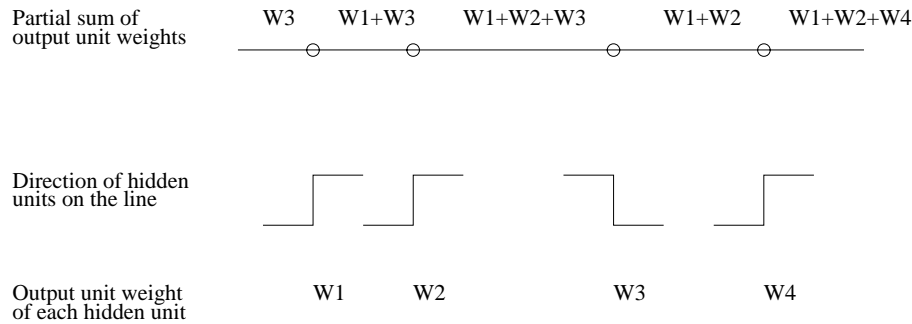 Partial sum of
output unit weights
W3 W1+W3 W1+W2+W3 W1+W2 W1+W2+W4
Direction of hidden
units on the line
Output unit weight
of each hidden unit
W1 W2 W3 W4